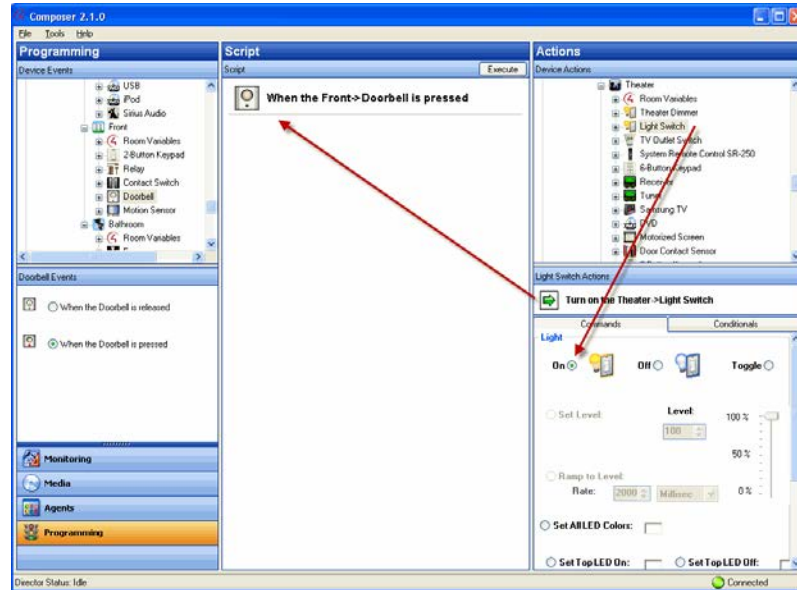 Composer 2.1.0
File Tools Help
Programming
Device Events
USB
iPod
Sirius Audio
Front
Room Variables
2-Button Keypad
Relay
Contact Switch
Doorbell
Motion Sensor
Bathroom
Room Variables
Doorbell Events
When the Doorbell is released
When the Doorbell is pressed
Monitoring
Media
Agents
Programming
Director Status: Idle
Script
Script Execute
When the Front->Doorbell is pressed
Actions
Device Actions
Theater
Room Variables
Theater Dimmer
Light Switch
TV Outlet Switch
System Remote Control SR-250
6-Button Keypad
Receiver
Tuner
Samsung TV
DVD
Motorized Screen
Door Contact Sensor
Light Switch Actions
Turn on the Theater->Light Switch
Commands Conditionals
Light
On Off Toggle
Set Level: Level: 100 %
100
50 %
Ramp to Level:
Rate: 2000 Millisec 0 %
Set All LED Colors:
Set Top LED On: Set Top LED Off:
Connected